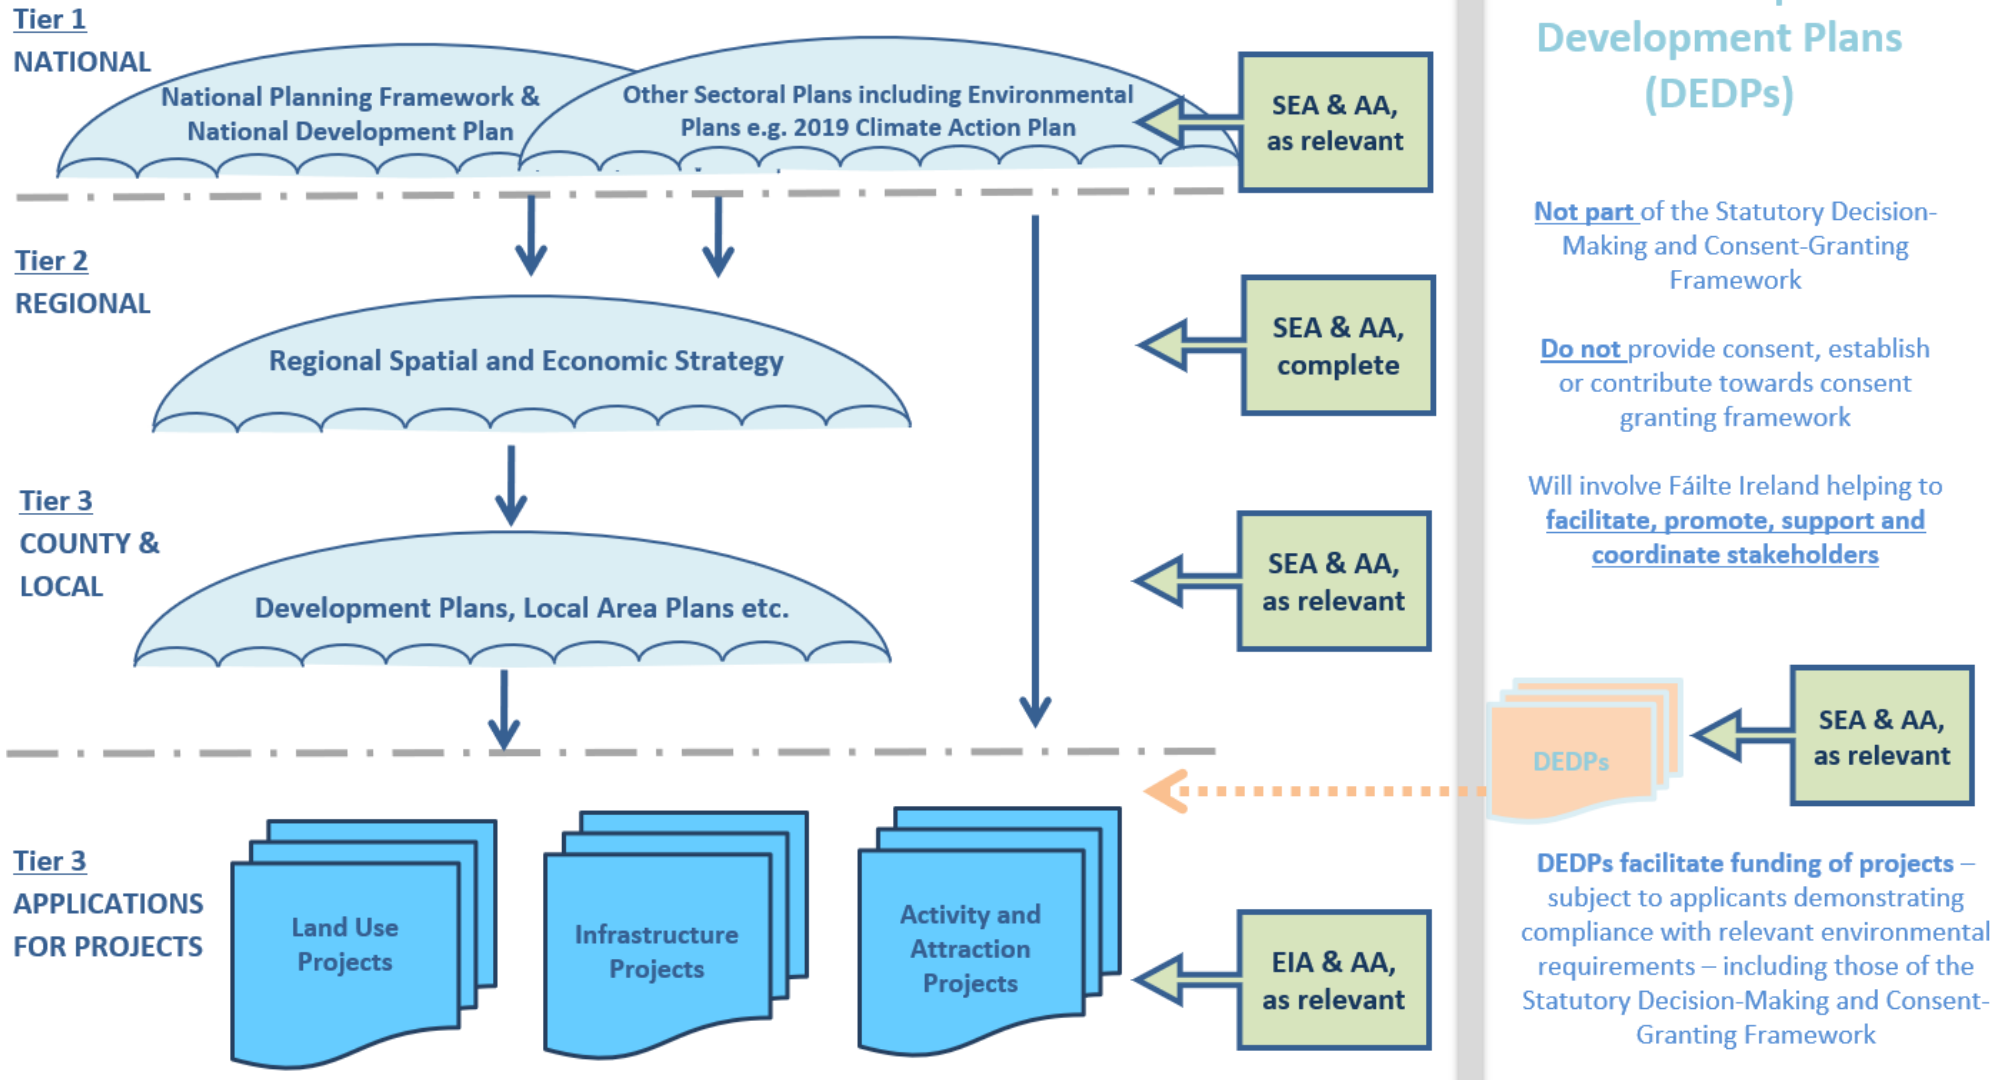 Tier 1
NATIONAL
National Planning Framework &
National Development Plan
Other Sectoral Plans including Environmental
Plans e.g. 2019 Climate Action Plan
SEA & AA,
as relevant
Tier 2
REGIONAL
Regional Spatial and Economic Strategy
SEA & AA,
complete
Tier 3
COUNTY &
LOCAL
Development Plans, Local Area Plans etc.
SEA & AA,
as relevant
Tier 3
APPLICATIONS
FOR PROJECTS
Land Use
Projects
Infrastructure
Projects
Activity and
Attraction
Projects
EIA & AA,
as relevant
Development Plans
(DEDPs)
Not part of the Statutory Decision-
Making and Consent-Granting
Framework
Do not provide consent, establish
or contribute towards consent
granting framework
Will involve Fáilte Ireland helping to
facilitate, promote, support and
coordinate stakeholders
DEDPs
SEA & AA,
as relevant
DEDPs facilitate funding of projects –
subject to applicants demonstrating
compliance with relevant environmental
requirements – including those of the
Statutory Decision-Making and Consent-
Granting Framework